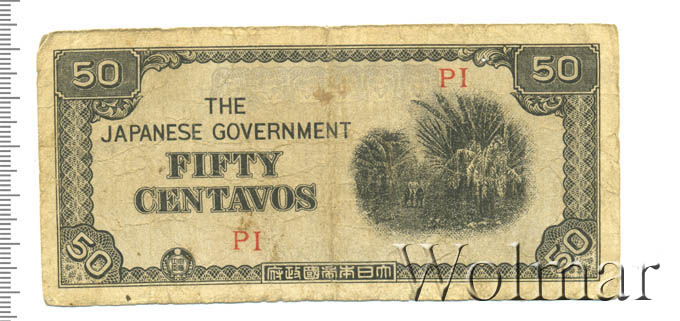 50
50
PI
THE
JAPANESE GOVERNMENT
FIFTY
CENTAVOS
PI
50
50
府政國帝本日大
Wolmar